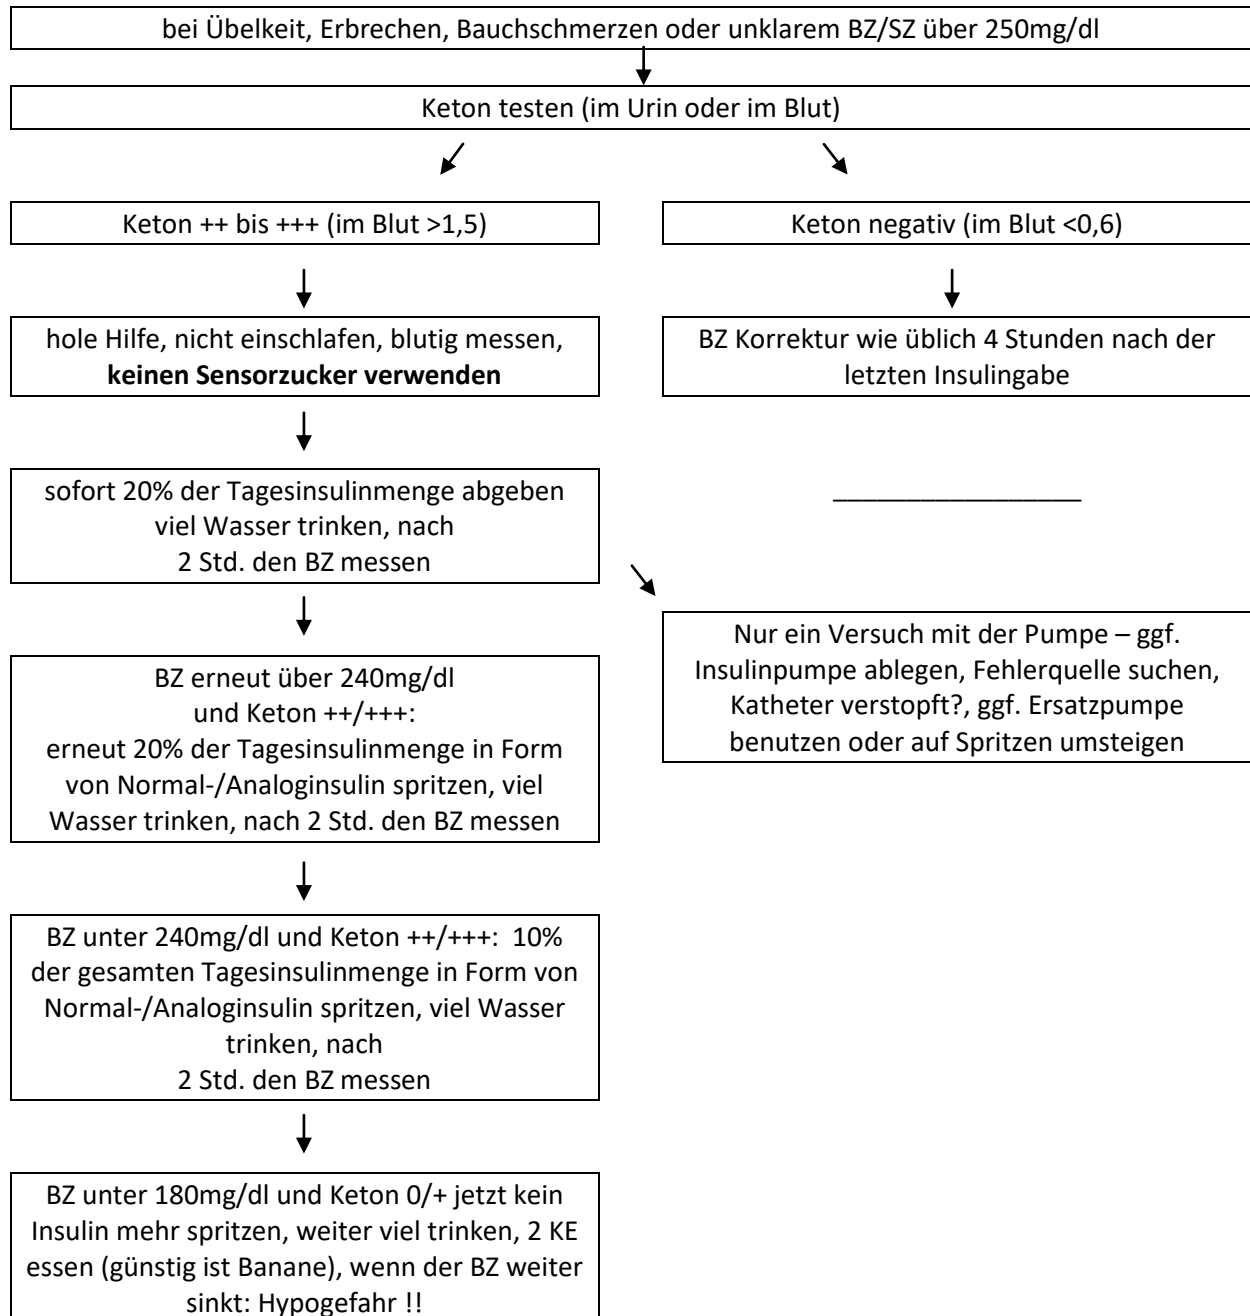 bei Übelkeit, Erbrechen, Bauchschmerzen oder unklarem BZ/SZ über 250mg/dl
Keton testen (im Urin oder im Blut)
Keton ++ bis +++ (im Blut >1,5)
Keton negativ (im Blut <0,6)
hole Hilfe, nicht einschlafen, blutig messen,
keinen Sensorzucker verwenden
BZ Korrektur wie üblich 4 Stunden nach der
letzten Insulingabe
sofort 20% der Tagesinsulinmenge abgeben
viel Wasser trinken, nach
2 Std. den BZ messen
Nur ein Versuch mit der Pumpe – ggf.
Insulinpumpe ablegen, Fehlerquelle suchen,
Katheter verstopft?, ggf. Ersatzpumpe
benutzen oder auf Spritzen umsteigen
BZ erneut über 240mg/dl
und Keton ++/+++:
erneut 20% der Tagesinsulinmenge in Form
von Normal-/Analoginsulin spritzen, viel
Wasser trinken, nach 2 Std. den BZ messen
BZ unter 240mg/dl und Keton ++/+++: 10%
der gesamten Tagesinsulinmenge in Form von
Normal-/Analoginsulin spritzen, viel Wasser
trinken, nach
2 Std. den BZ messen
BZ unter 180mg/dl und Keton 0/+ jetzt kein
Insulin mehr spritzen, weiter viel trinken, 2 KE
essen (günstig ist Banane), wenn der BZ weiter
sinkt: Hypogefahr !!